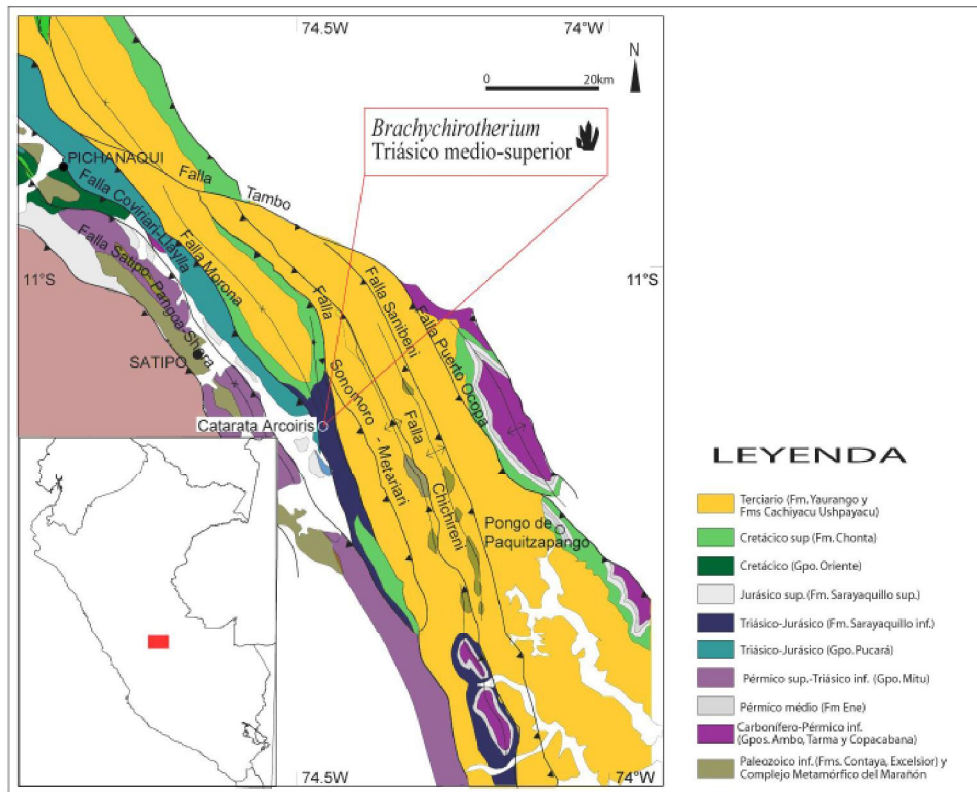 74.5W
74°W
N
0
20km
Brachychirotherium
Triásico medio-superior
PICHANAQUI
Falla
Tambo
Falla Coviriari-Llaylla
Falla Satipo- Pangoa-Shora
Falla Morona
11°S
11°S
Falla
Falla Sanibeni
Falla Puerto Ocopa
SATIPO
Sonomoro
- Metariari
Catarata Arcoiris
Falla
Chichireni
Pongo de
Paquitzapango
74.5W
74°W
LEYENDA
Terciario (Fm. Yaurango y
Fms Cachiyacu Ushpayacu)
Cretácico sup (Fm. Chonta)
Cretácico (Gpo. Oriente)
Jurásico sup. (Fm. Sarayaquillo sup.)
Triásico-Jurásico (Fm. Sarayaquillo inf.)
Triásico-Jurásico (Gpo. Pucará)
Pérmico sup.-Triásico inf. (Gpo. Mitu)
Pérmico médio (Fm Ene)
Carbonífero-Pérmico inf.
(Gpos. Ambo, Tarma y Copacabana)
Paleozoico inf. (Fms. Contaya, Excelsior) y
Complejo Metamórfico del Marañón